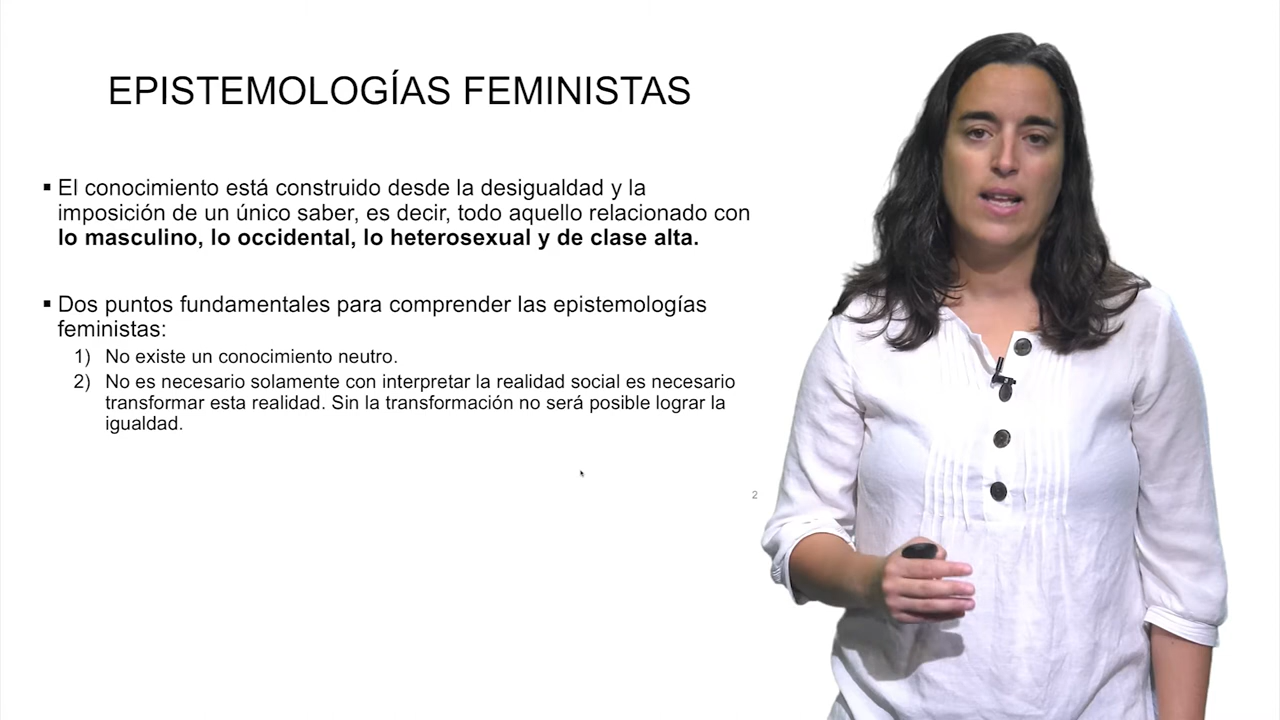 EPISTEMOLOGÍAS FEMINISTAS
▪ El conocimiento está construido desde la desigualdad y la
imposición de un único saber, es decir, todo aquello relacionado con
lo masculino, lo occidental, lo heterosexual y de clase alta.
▪ Dos puntos fundamentales para comprender las epistemologías
feministas:
1) No existe un conocimiento neutro.
2) No es necesario solamente con interpretar la realidad social es necesario
transformar esta realidad. Sin la transformación no será posible lograr la
igualdad.
2